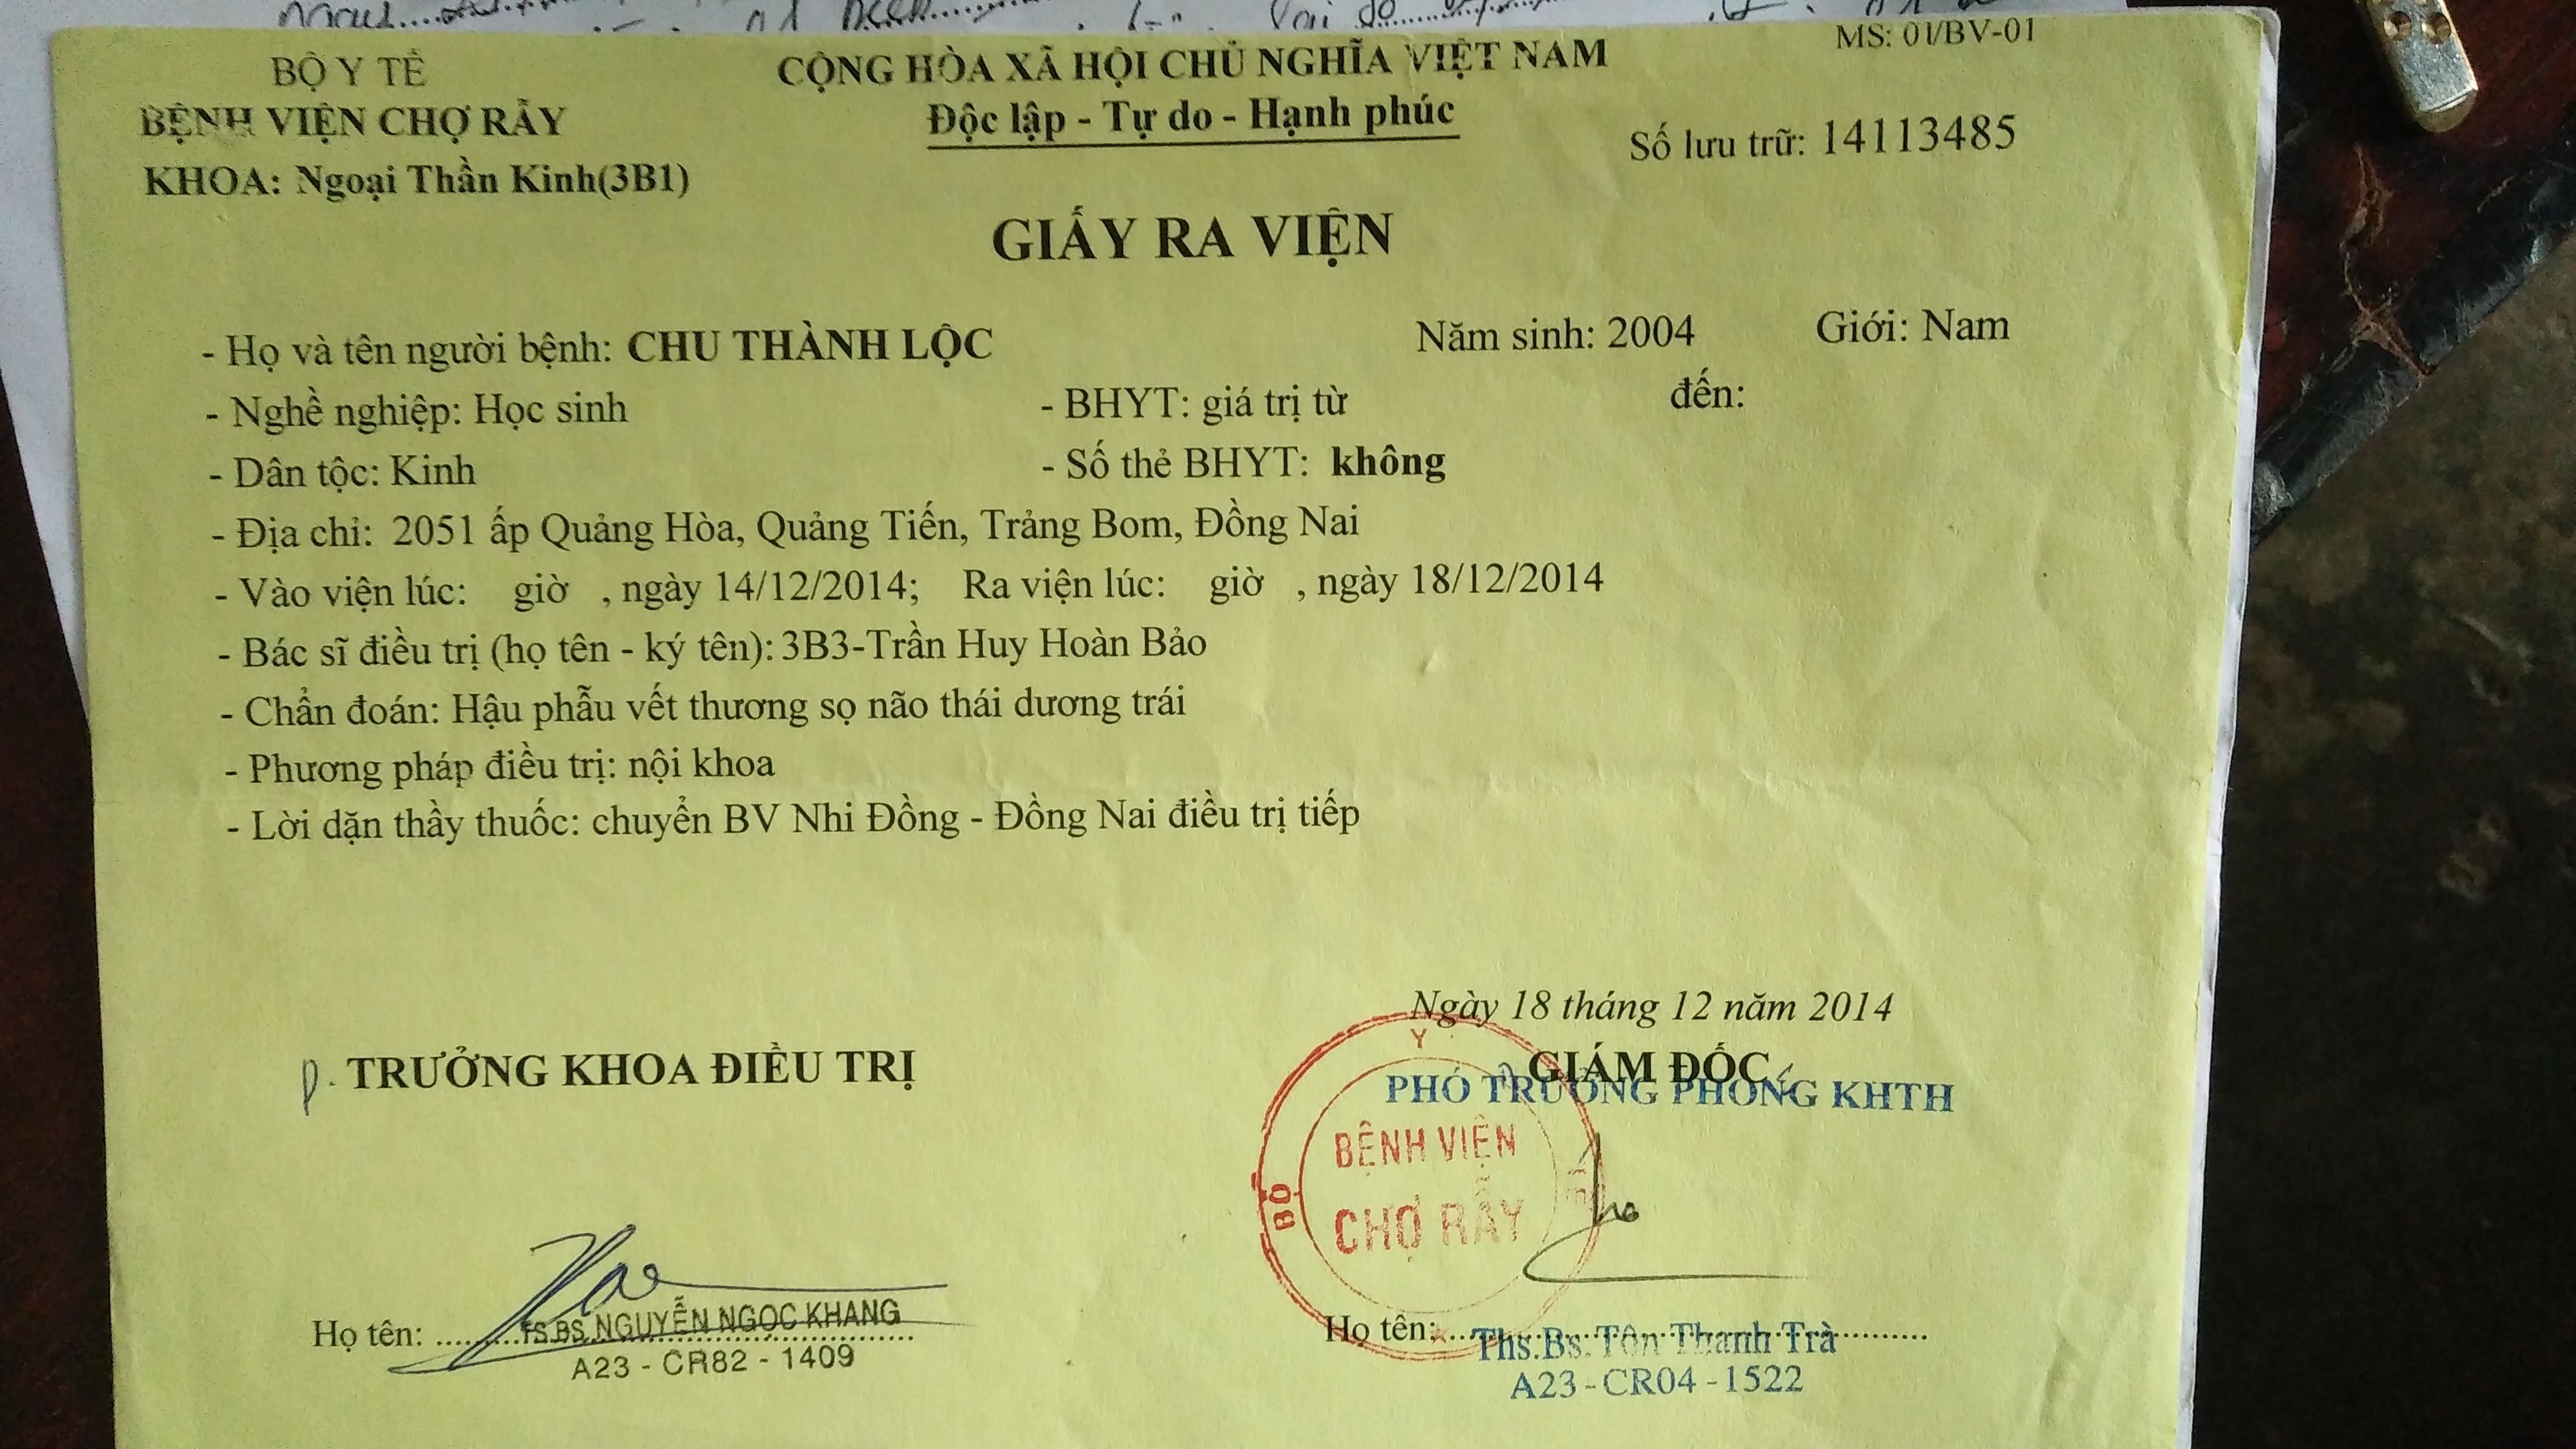 MS: 01/BV-01
BỘ Y TẾ
CỘNG HÒA XÃ HỘI CHỦ NGHĨA VIỆT NAM
BỆNH VIỆN CHỢ RẪY
Độc lập - Tự do - Hạnh phúc
Số lưu trữ: 14113485
KHOA: Ngoại Thần Kinh(3B1)
GIẤY RA VIỆN
- Họ và tên người bệnh: CHU THÀNH LỘC Năm sinh: 2004 Giới: Nam
- Nghề nghiệp: Học sinh - BHYT: giá trị từ đến:
- Dân tộc: Kinh - Số thẻ BHYT: không
- Địa chỉ: 2051 ấp Quảng Hòa, Quảng Tiến, Trảng Bom, Đồng Nai
- Vào viện lúc: giờ , ngày 14/12/2014; Ra viện lúc: giờ , ngày 18/12/2014
- Bác sĩ điều trị (họ tên - ký tên): 3B3-Trần Huy Hoàn Bảo
- Chẩn đoán: Hậu phẫu vết thương sọ não thái dương trái
- Phương pháp điều trị: nội khoa
- Lời dặn thầy thuốc: chuyển BV Nhi Đồng - Đồng Nai điều trị tiếp
Ngày 18 tháng 12 năm 2014
P. TRƯỞNG KHOA ĐIỀU TRỊ
GIÁM ĐỐC
PHÓ TRƯỞNG PHÒNG KHTH
BỘ Y TẾ
BỆNH VIỆN
CHỢ RẪY
Họ tên: TS.BS.NGUYỄN NGỌC KHANG
A23 - CR82 - 1409
Họ tên: Ths.Bs.Tôn Thanh Trà
A23 - CR04 - 1522